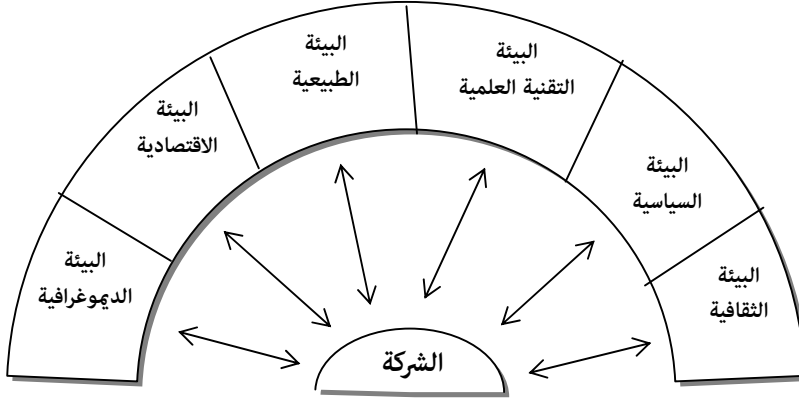 البيئة
التقنية العلمية
البيئة
الطبيعية
البيئة
الاقتصادية
البيئة
السياسية
البيئة
الديموغرافية
البيئة
الثقافية
الشركة